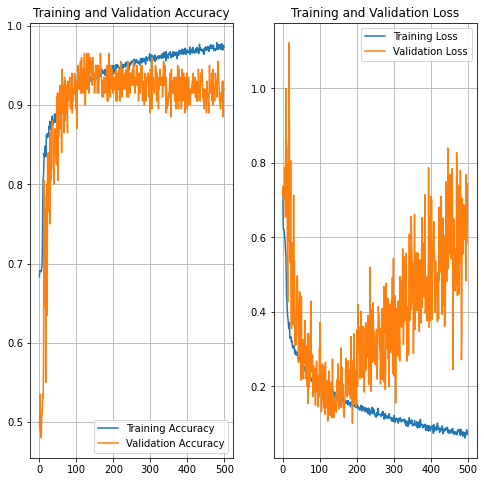 Training and Validation Accuracy
1.0
0.9
0.8
0.7
0.6
0.5
0 100 200 300 400 500
Training Accuracy
Validation Accuracy
Training and Validation Loss
1.0
0.8
0.6
0.4
0.2
0 100 200 300 400 500
Training Loss
Validation Loss